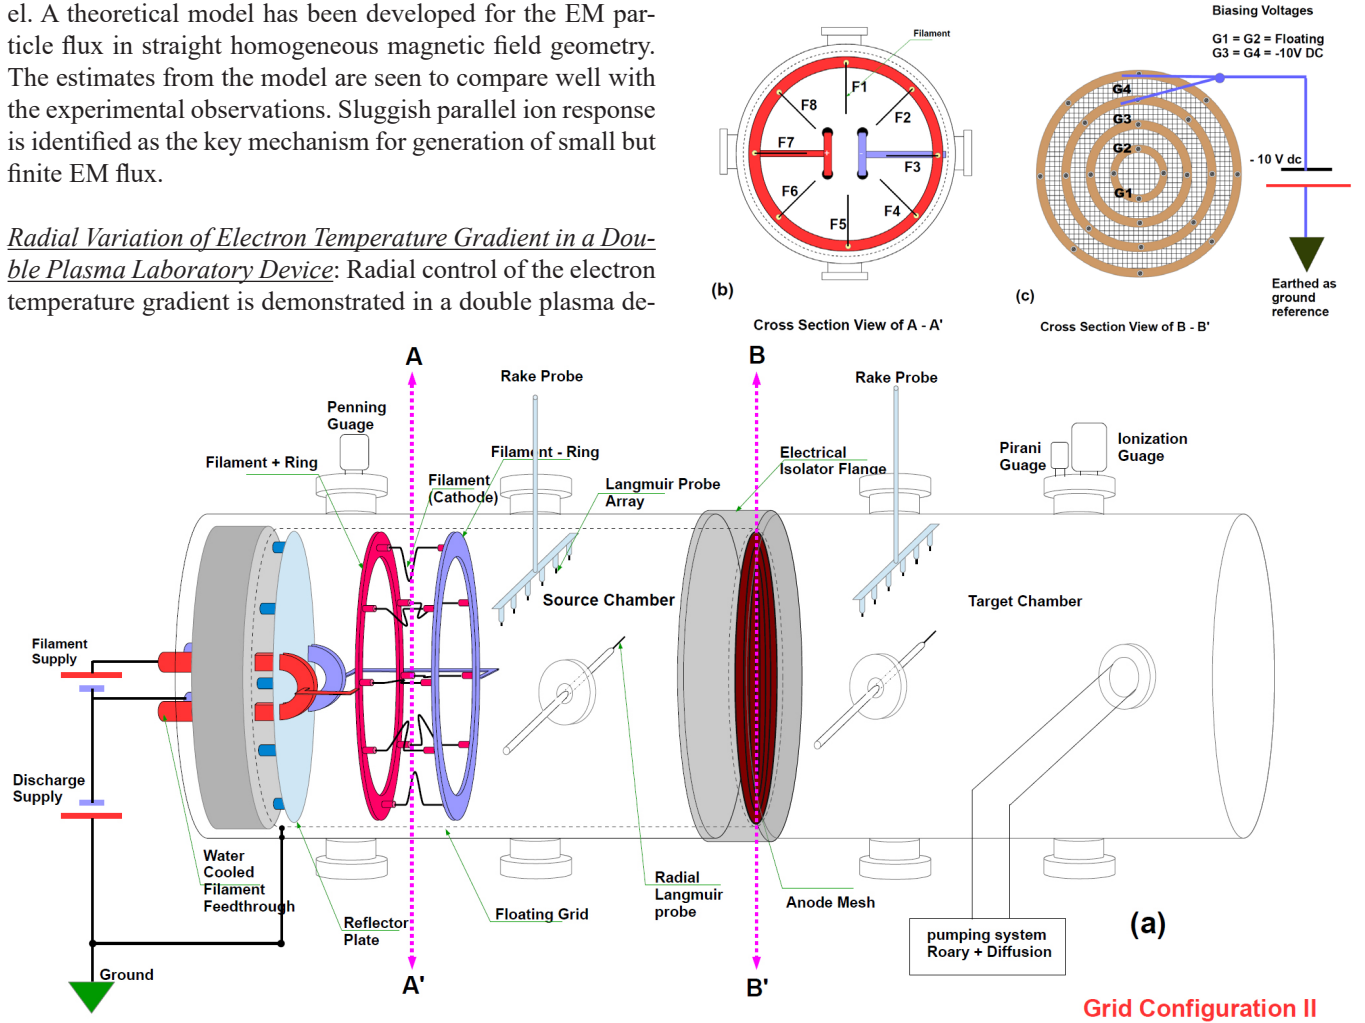 el. A theoretical model has been developed for the EM par-
ticle flux in straight homogeneous magnetic field geometry.
The estimates from the model are seen to compare well with
the experimental observations. Sluggish parallel ion response
is identified as the key mechanism for generation of small but
finite EM flux.
Radial Variation of Electron Temperature Gradient in a Dou-
ble Plasma Laboratory Device: Radial control of the electron
temperature gradient is demonstrated in a double plasma de-
Filament
F1
F2
F3
F4
F5
F6
F7
F8
(b)
Cross Section View of A - A'
Biasing Voltages
G1 = G2 = Floating
G3 = G4 = -10V DC
G4
G3
G2
G1
- 10 V dc
Earthed as
ground
reference
(c)
Cross Section View of B - B'
A
B
Rake Probe
Rake Probe
Penning
Guage
Filament + Ring
Filament - Ring
Filament
(Cathode)
Langmuir Probe
Array
Electrical
Isolator Flange
Pirani
Guage
Ionization
Guage
Source Chamber
Target Chamber
Filament
Supply
Discharge
Supply
Water
Cooled
Filament
Feedthrough
Reflector
Plate
Floating Grid
Radial
Langmuir
probe
Anode Mesh
pumping system
Roary + Diffusion
(a)
Ground
A'
B'
Grid Configuration II